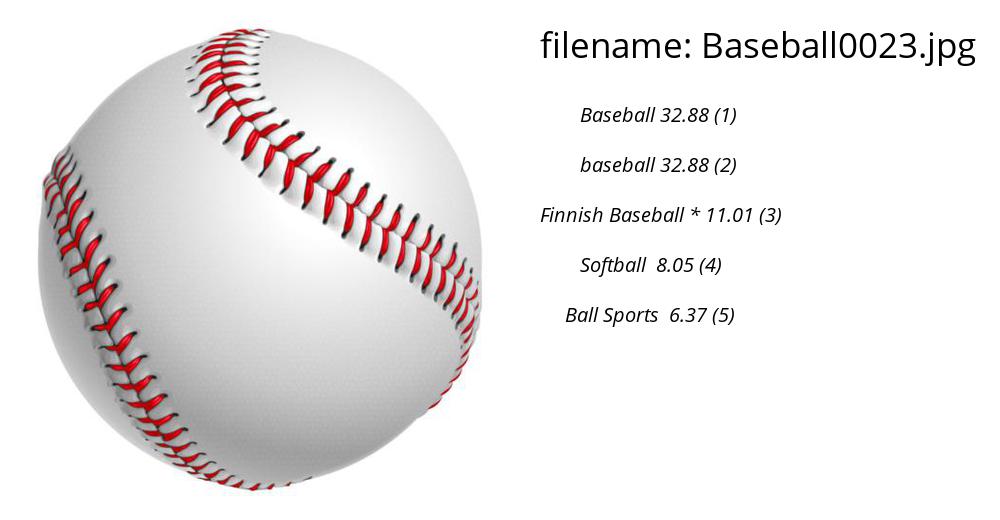 filename: Baseball0023.jpg
Baseball 32.88 (1)
baseball 32.88 (2)
Finnish Baseball * 11.01 (3)
Softball  8.05 (4)
Ball Sports  6.37 (5)